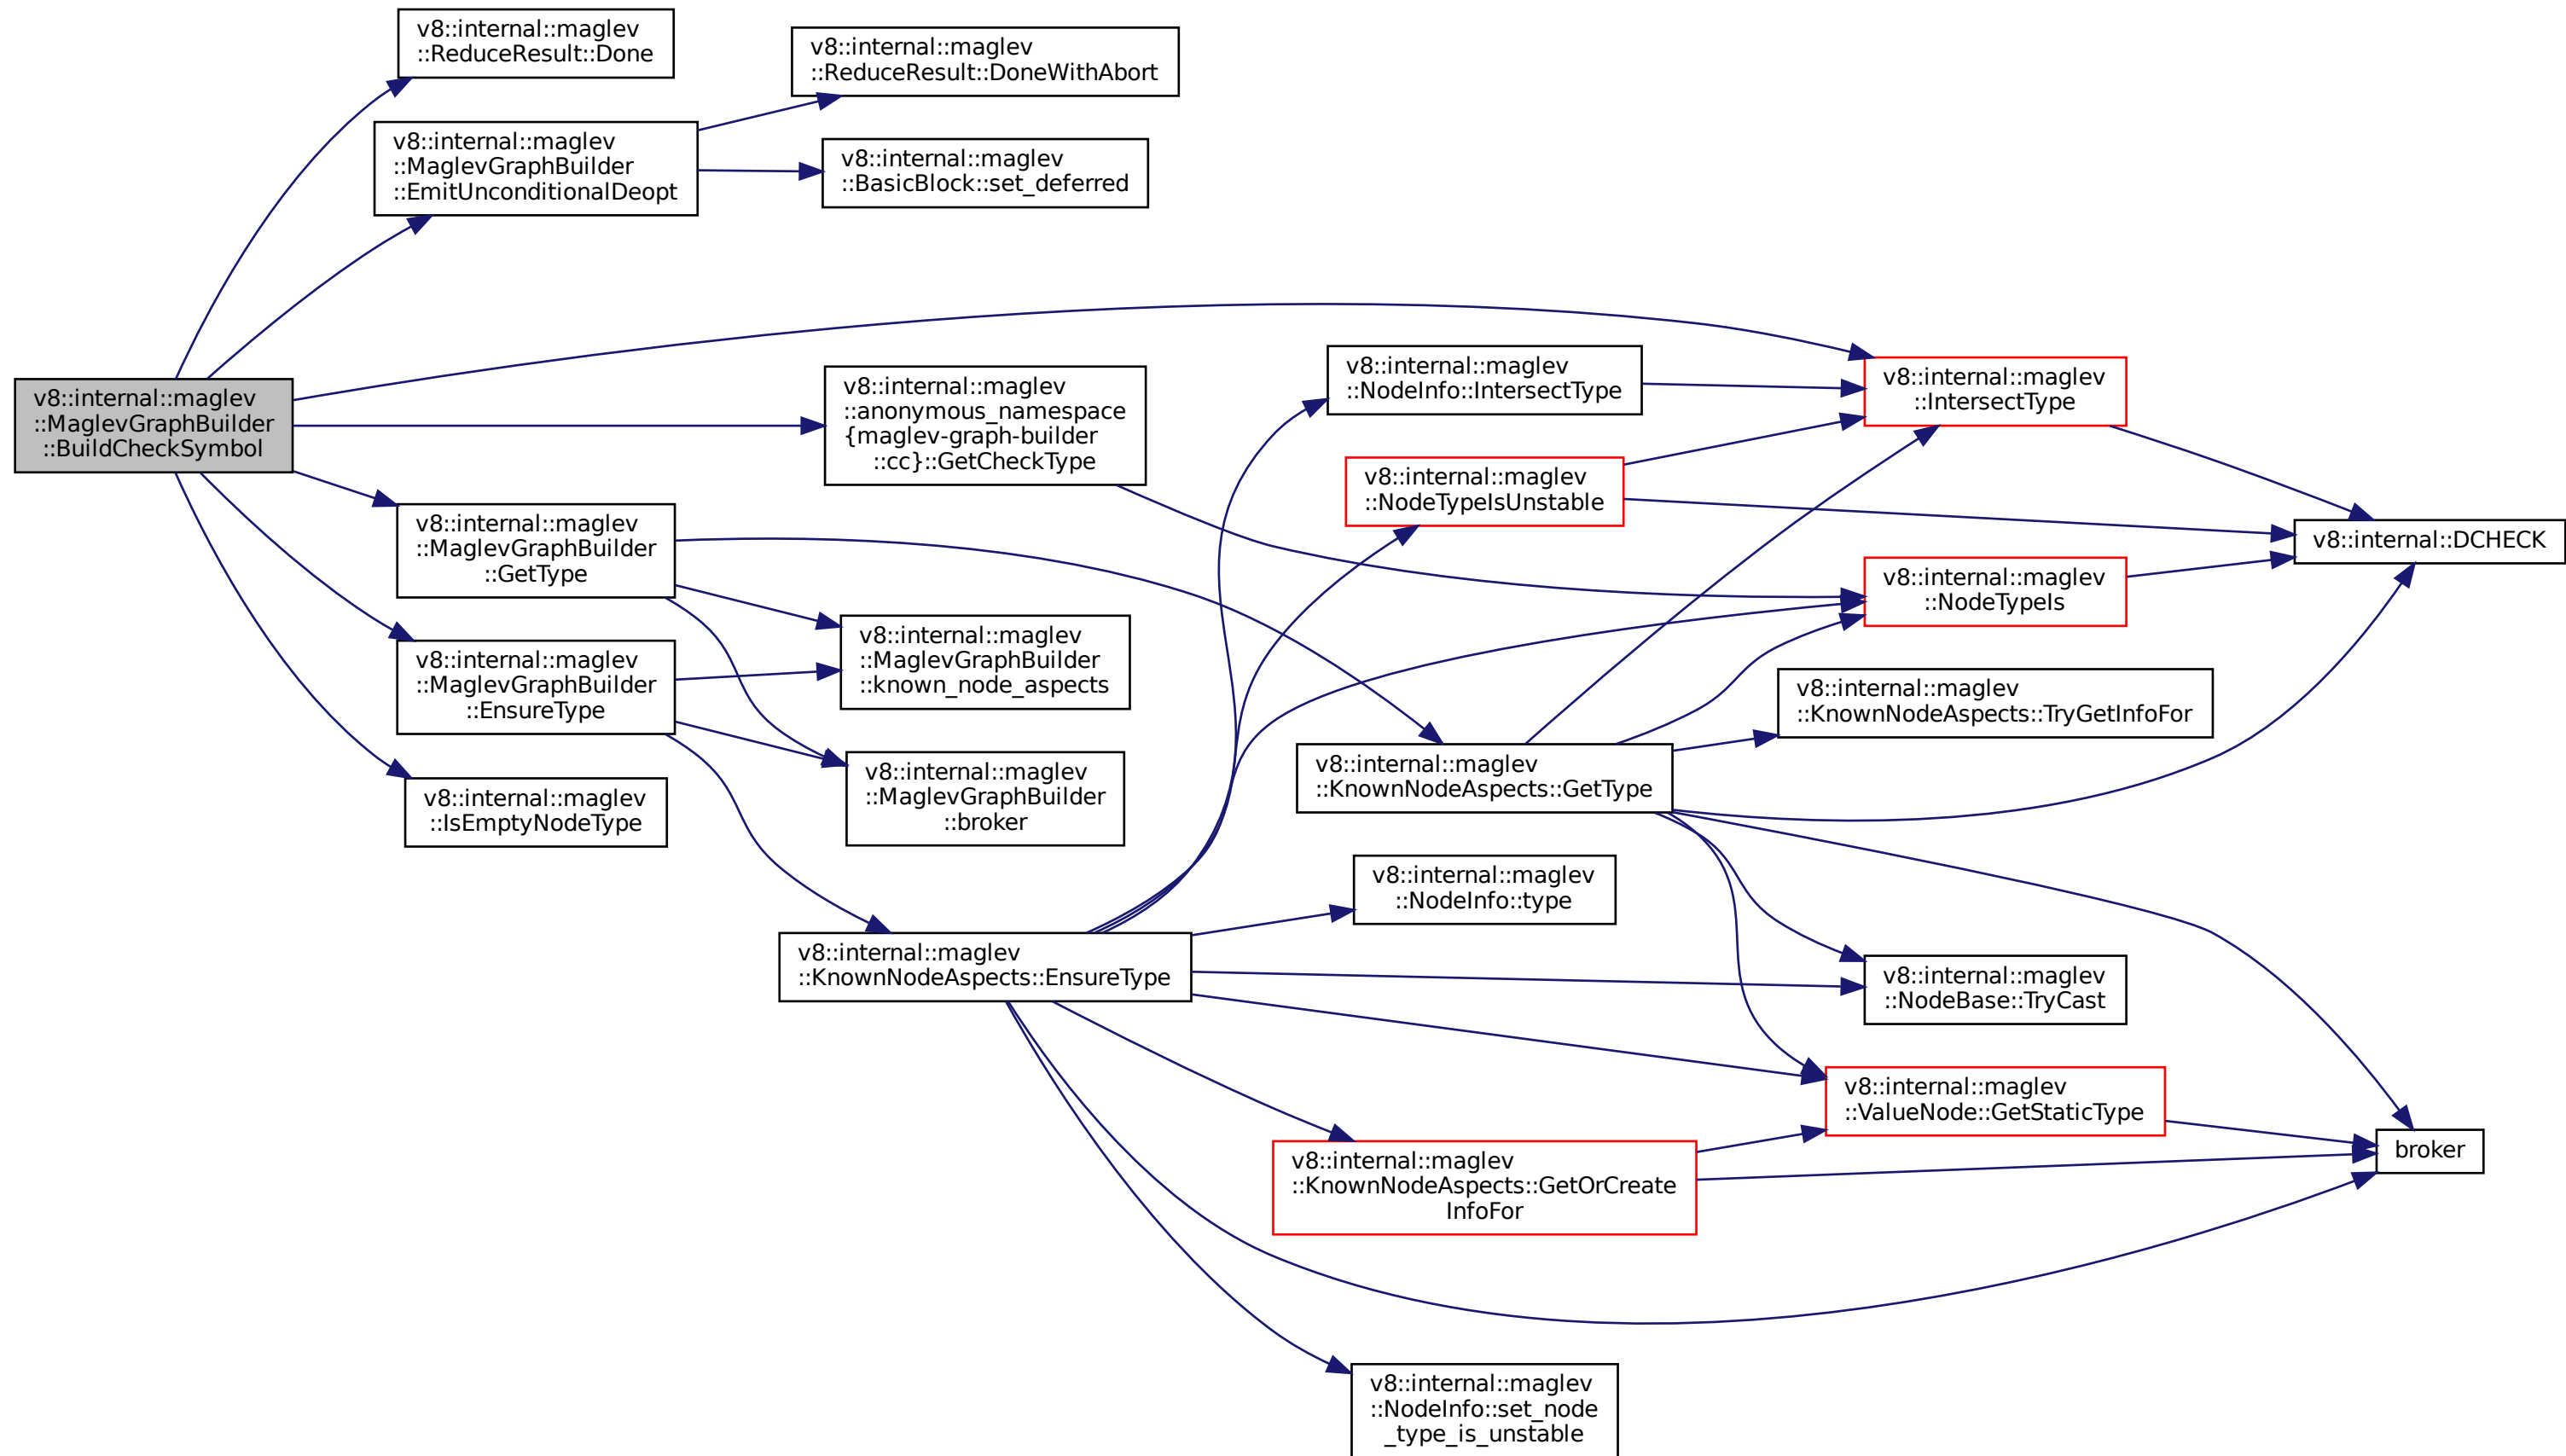 v8::internal::maglev
::MaglevGraphBuilder
::BuildCheckSymbol
v8::internal::maglev
::ReduceResult::Done
v8::internal::maglev
::MaglevGraphBuilder
::EmitUnconditionalDeopt
v8::internal::maglev
::ReduceResult::DoneWithAbort
v8::internal::maglev
::BasicBlock::set_deferred
v8::internal::maglev
::IntersectType
v8::internal::DCHECK
v8::internal::maglev
::anonymous_namespace
{maglev-graph-builder
::cc}::GetCheckType
v8::internal::maglev
::NodeTypeIs
v8::internal::maglev
::MaglevGraphBuilder
::GetType
v8::internal::maglev
::MaglevGraphBuilder
::known_node_aspects
v8::internal::maglev
::MaglevGraphBuilder
::broker
v8::internal::maglev
::KnownNodeAspects::GetType
v8::internal::maglev
::KnownNodeAspects::TryGetInfoFor
v8::internal::maglev
::NodeBase::TryCast
v8::internal::maglev
::ValueNode::GetStaticType
broker
v8::internal::maglev
::MaglevGraphBuilder
::EnsureType
v8::internal::maglev
::KnownNodeAspects::EnsureType
v8::internal::maglev
::NodeInfo::IntersectType
v8::internal::maglev
::NodeTypeIsUnstable
v8::internal::maglev
::NodeInfo::type
v8::internal::maglev
::KnownNodeAspects::GetOrCreate
InfoFor
v8::internal::maglev
::NodeInfo::set_node
_type_is_unstable
v8::internal::maglev
::IsEmptyNodeType